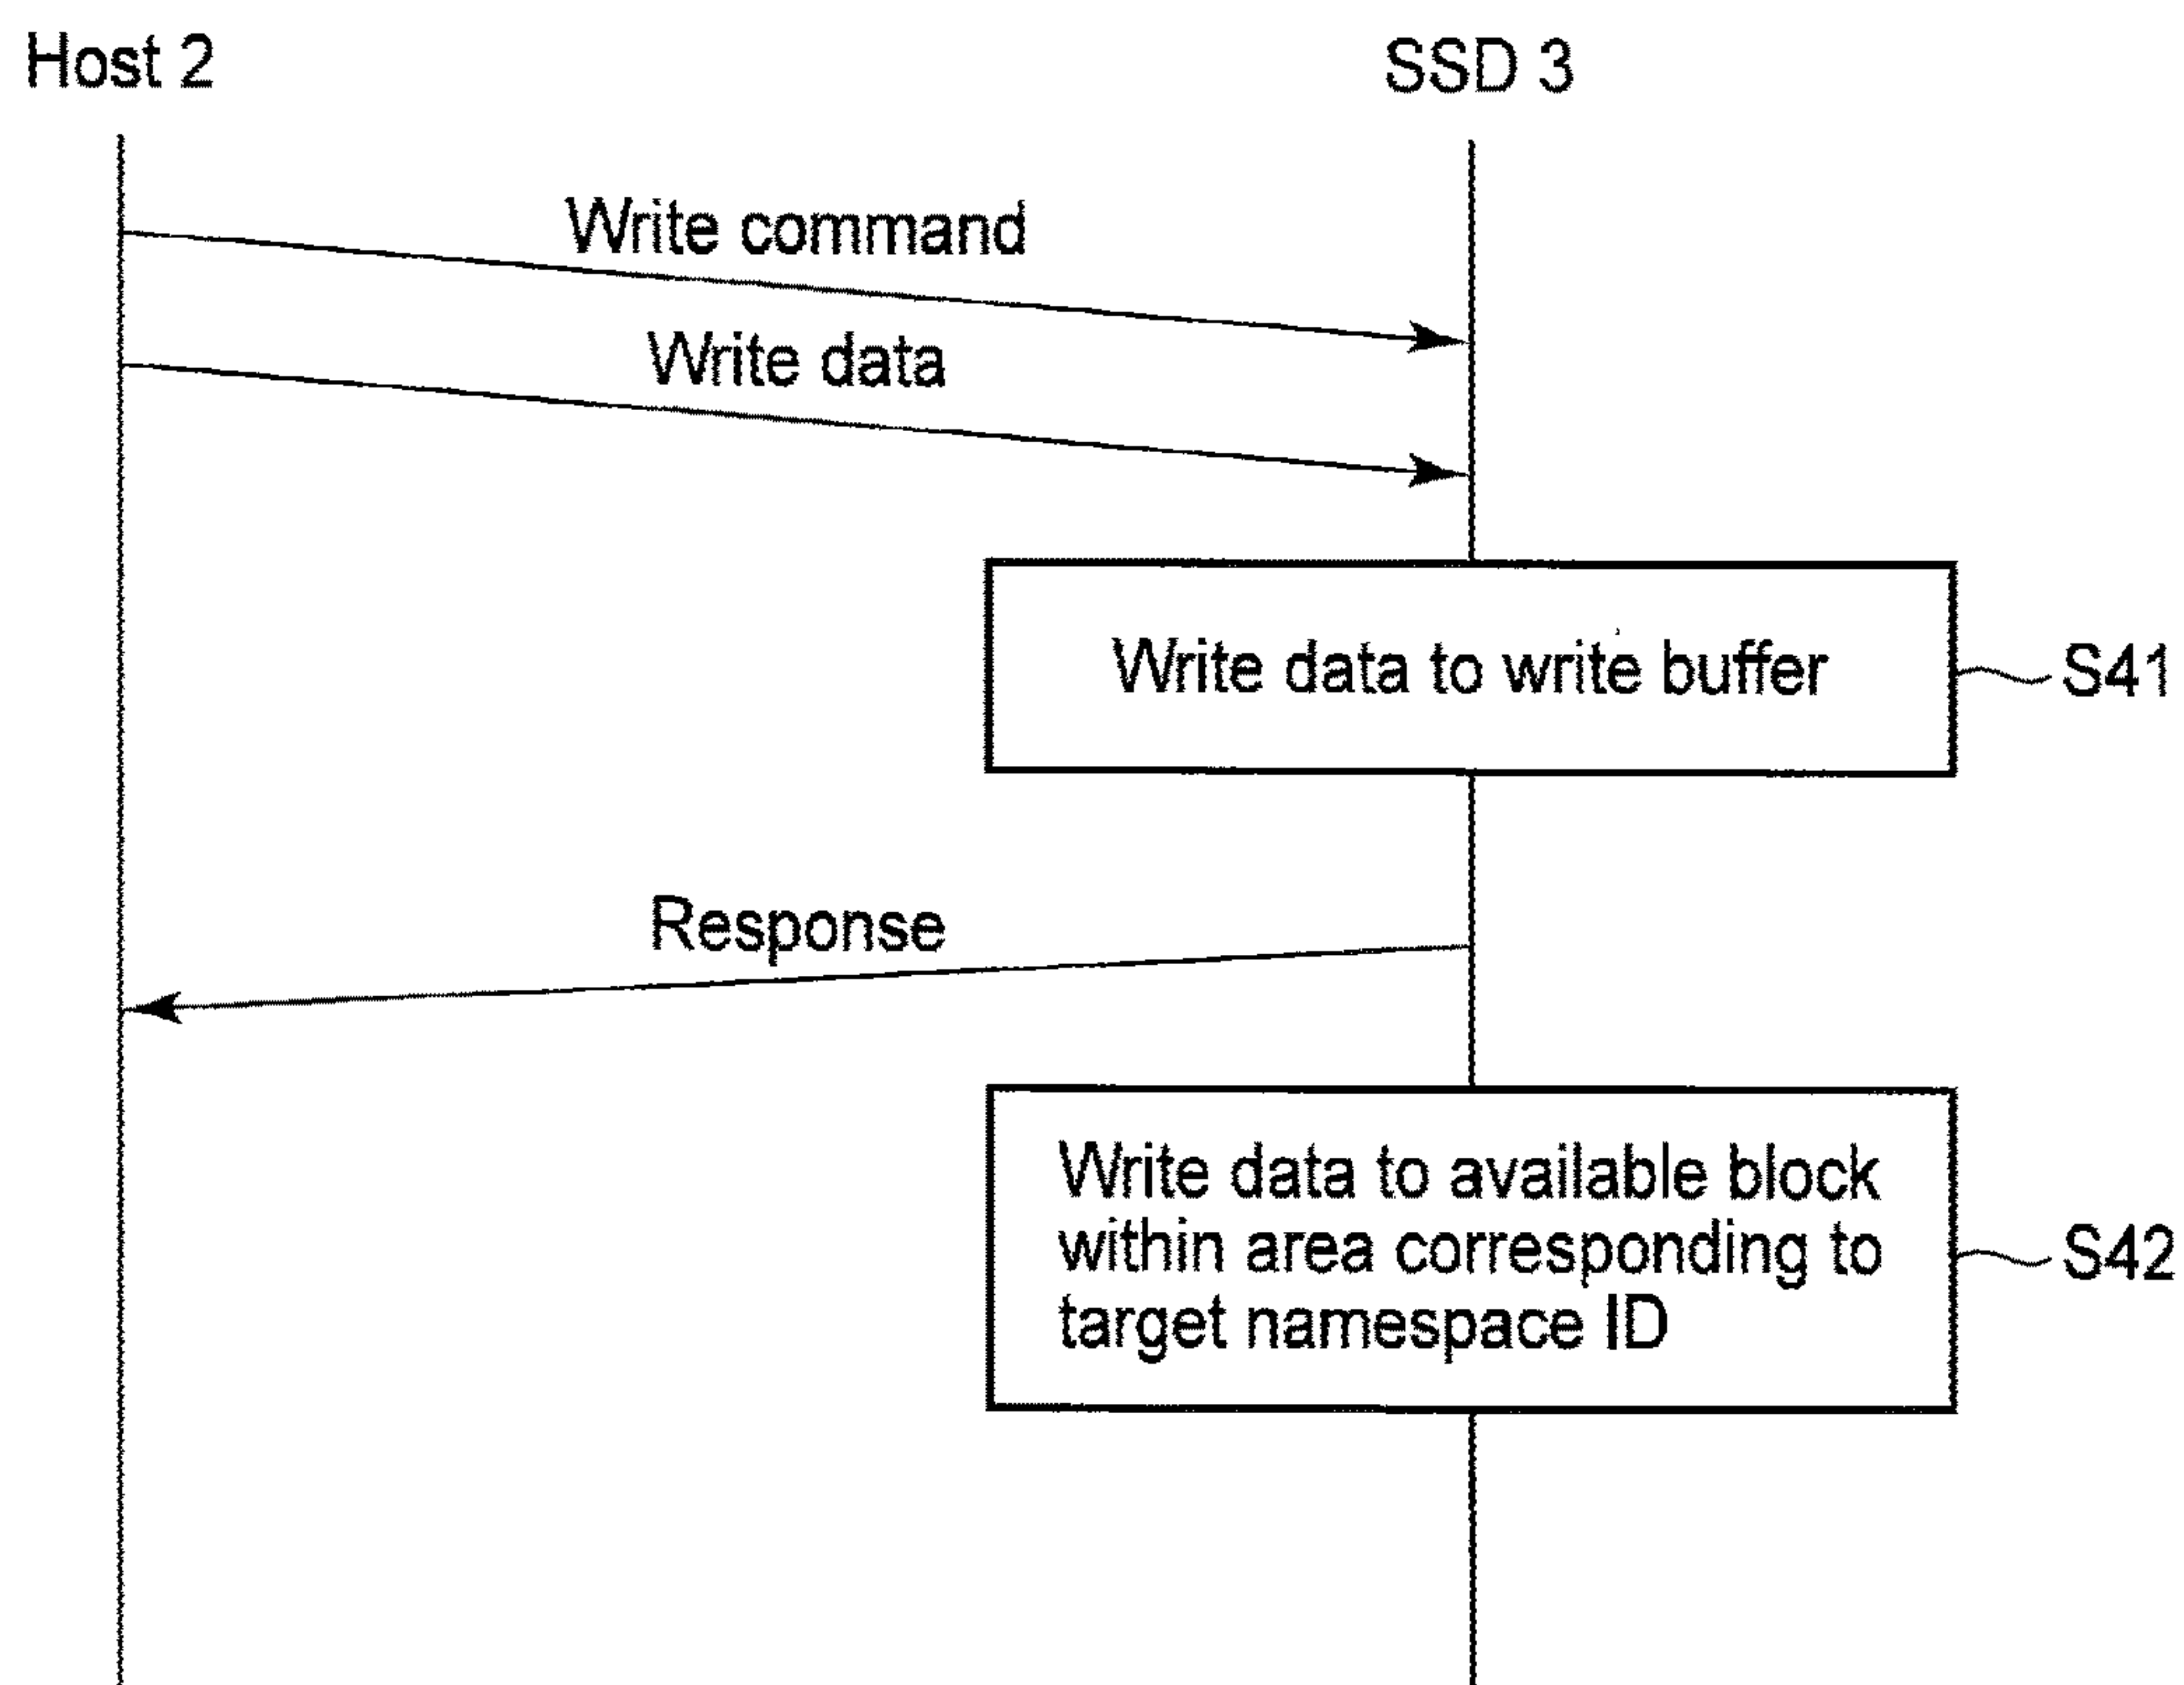 Host 2
SSD 3
Write command
Write data
Write data to write buffer
S41
Response
Write data to available block
within area corresponding to
target namespace ID
S42